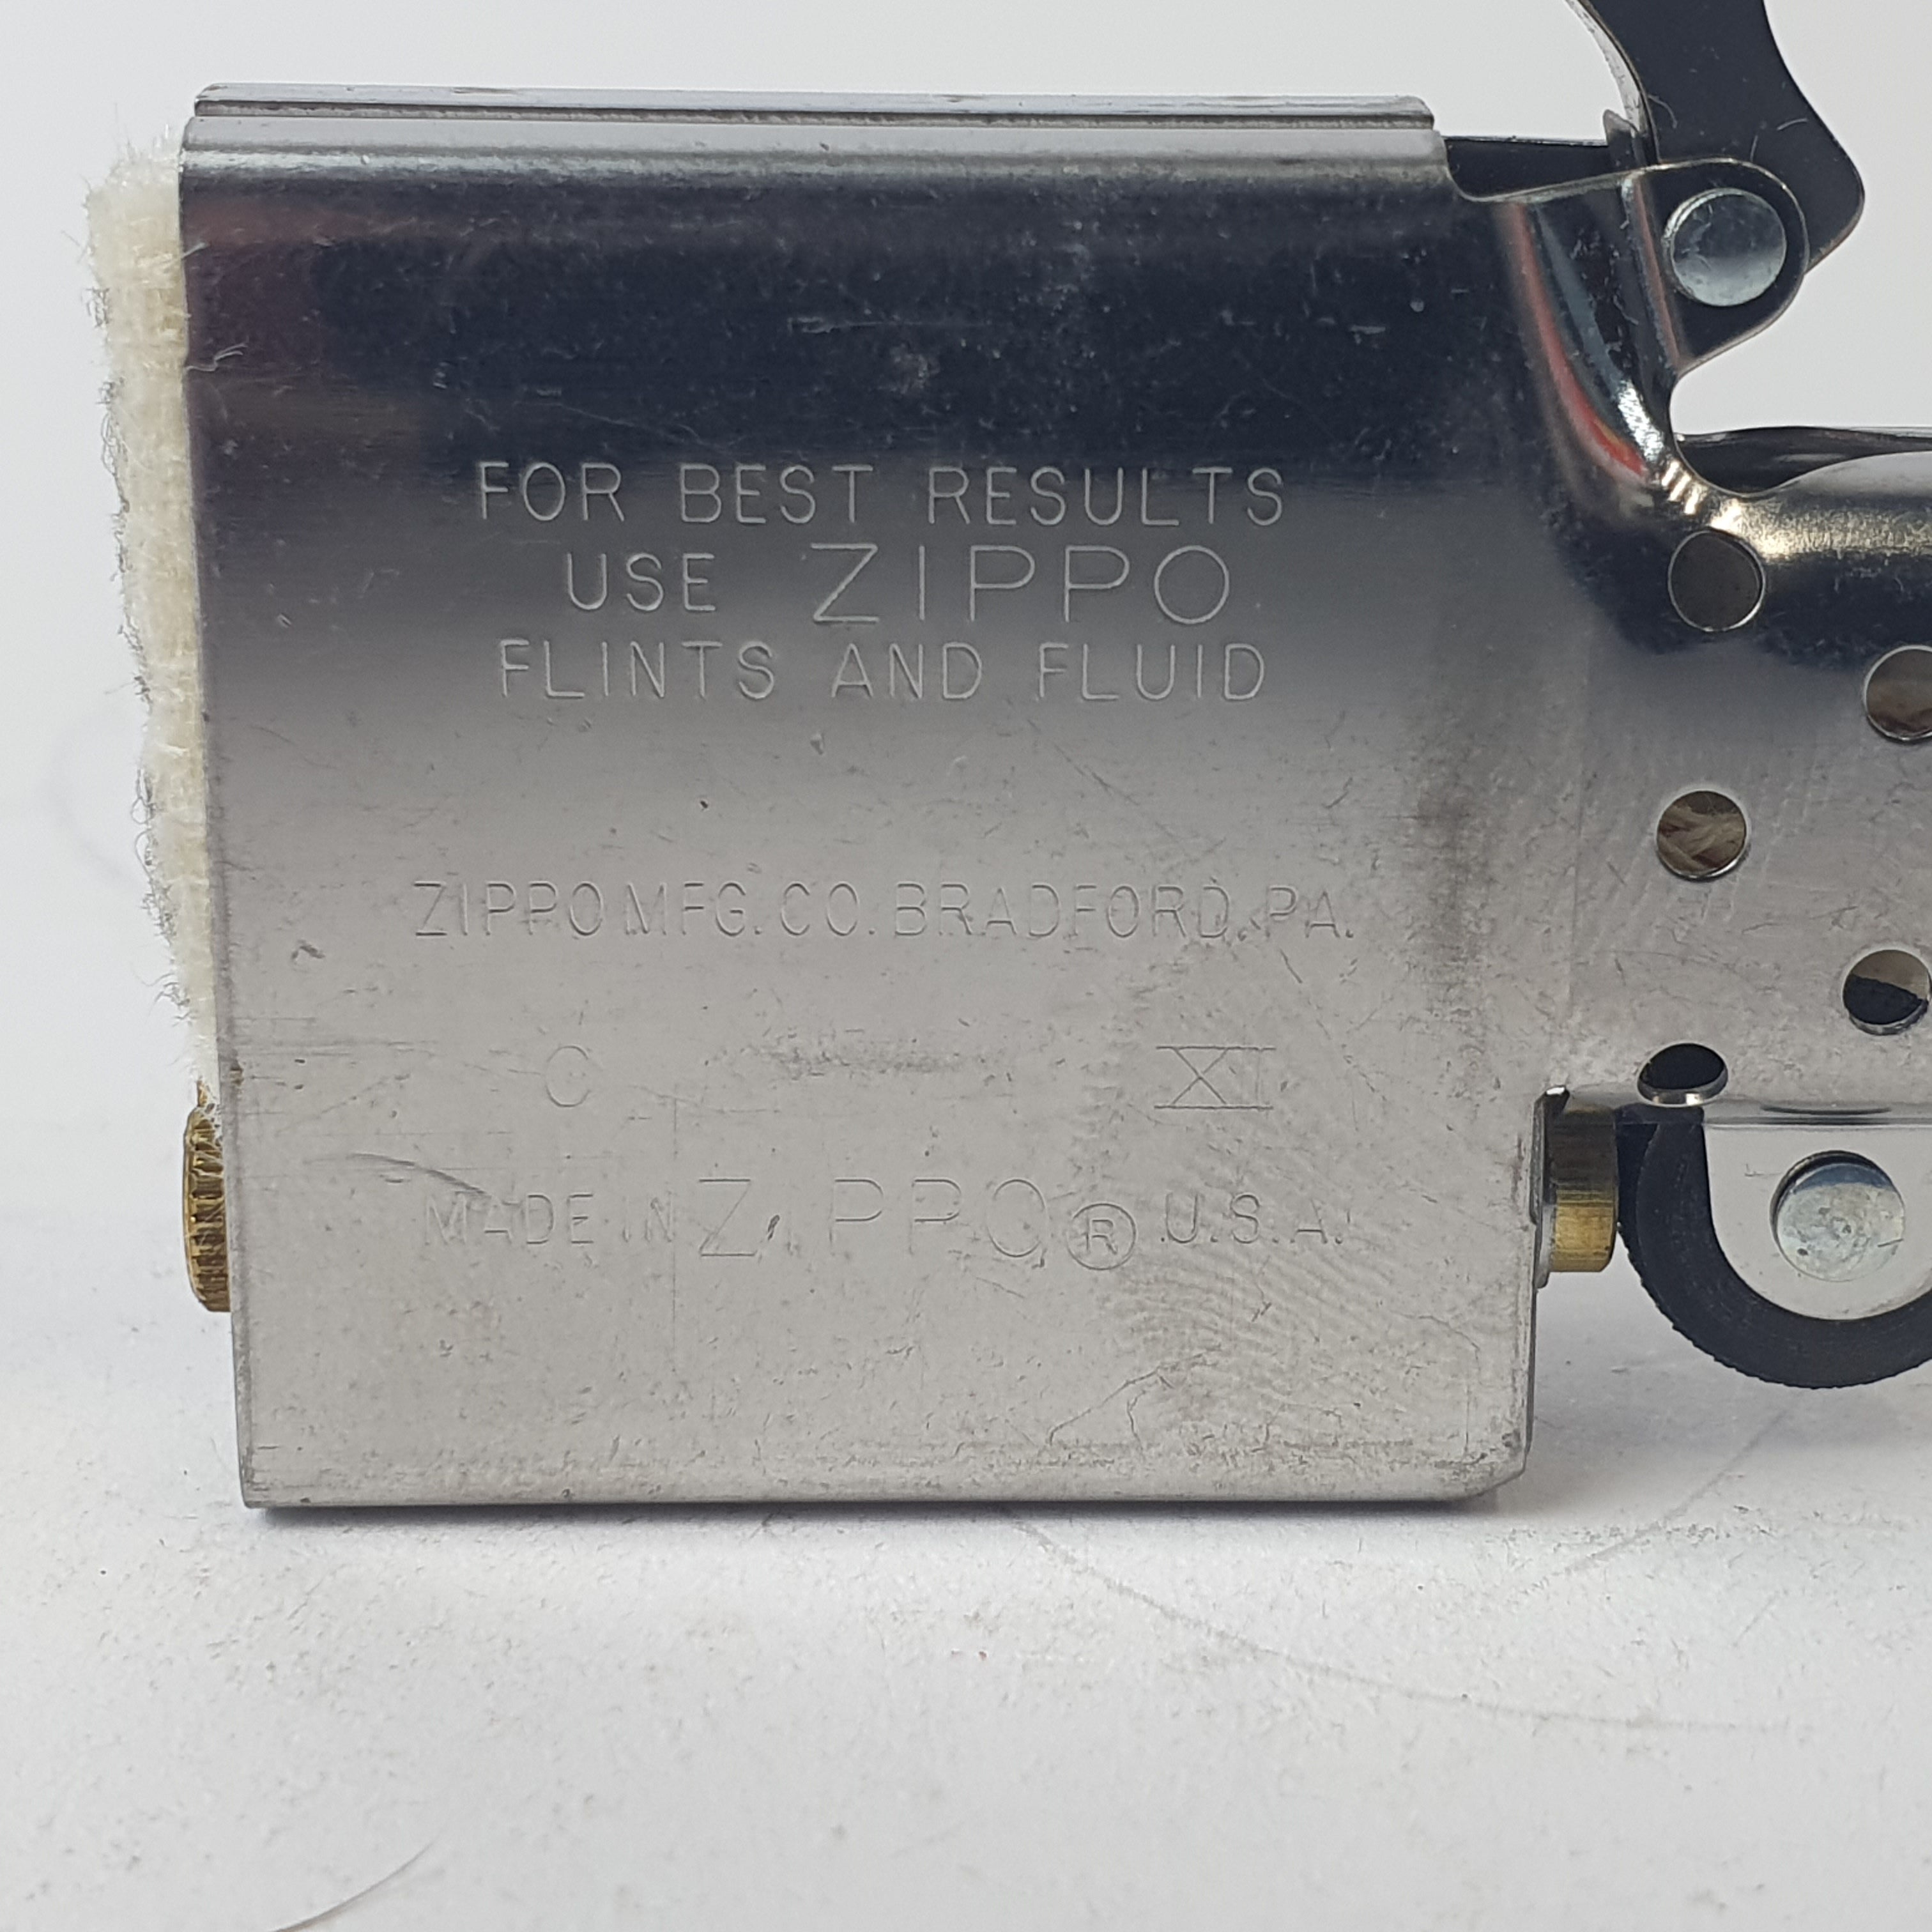 FOR BEST RESULTS
USE ZIPPO
FLINTS AND FLUID
ZIPPO MFG. CO. BRADFORD, PA.
C XI
MADE IN ZIPPO ® U.S.A.